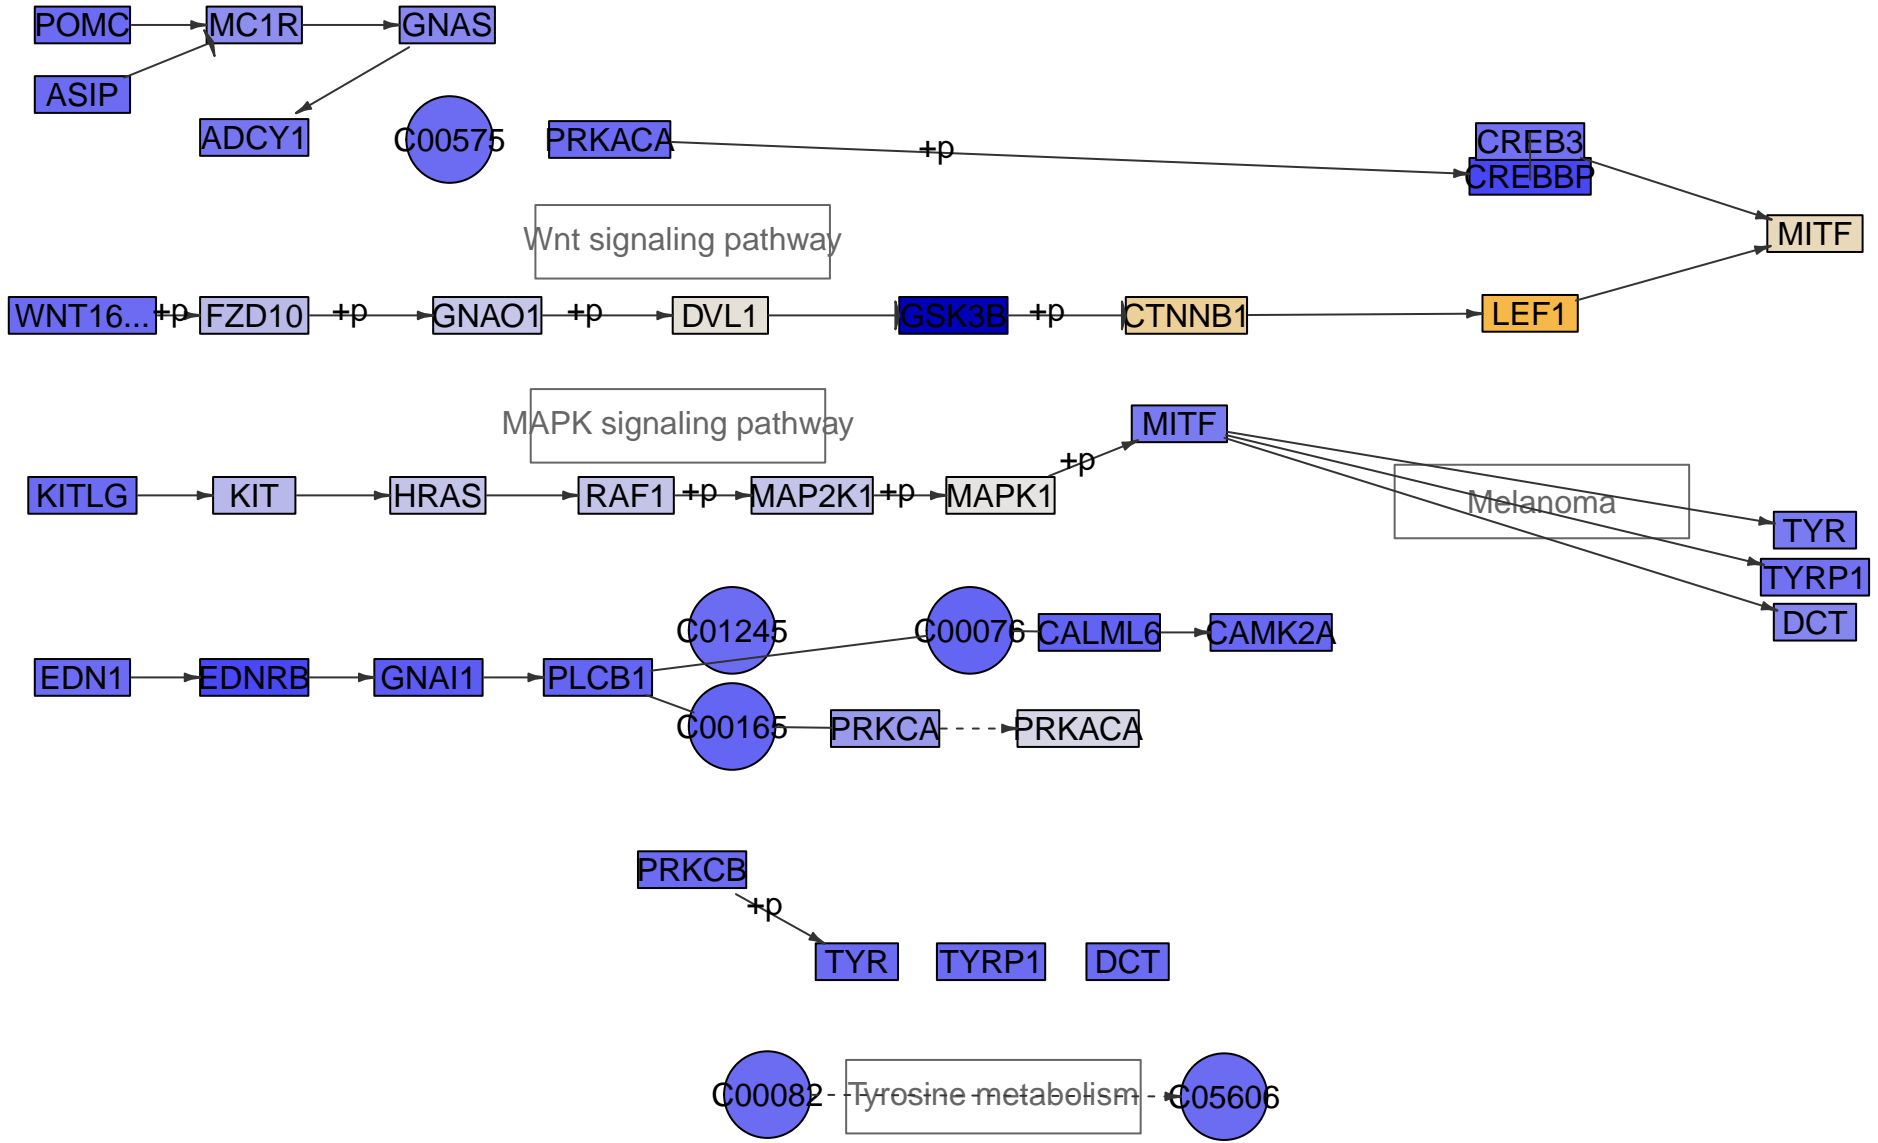 POMC MC1R GNAS
ASIP
ADCY1 C00575 PRKACA +p CREB3
CREBBP
Wnt signaling pathway MITF
WNT16... +p FZD10 +p GNAO1 +p DVL1 GSK3B +p CTNNB1 LEF1
MAPK signaling pathway MITF
+p
KITLG KIT HRAS RAF1 +p MAP2K1 +p MAPK1 Melanoma
TYR
TYRP1
DCT
C01245 C00076 CALML6 CAMK2A
EDN1 EDNRB GNAI1 PLCB1
C00165 PRKCA PRKACA
PRKCB
+p
TYR TYRP1 DCT
C00082 Tyrosine metabolism C05606